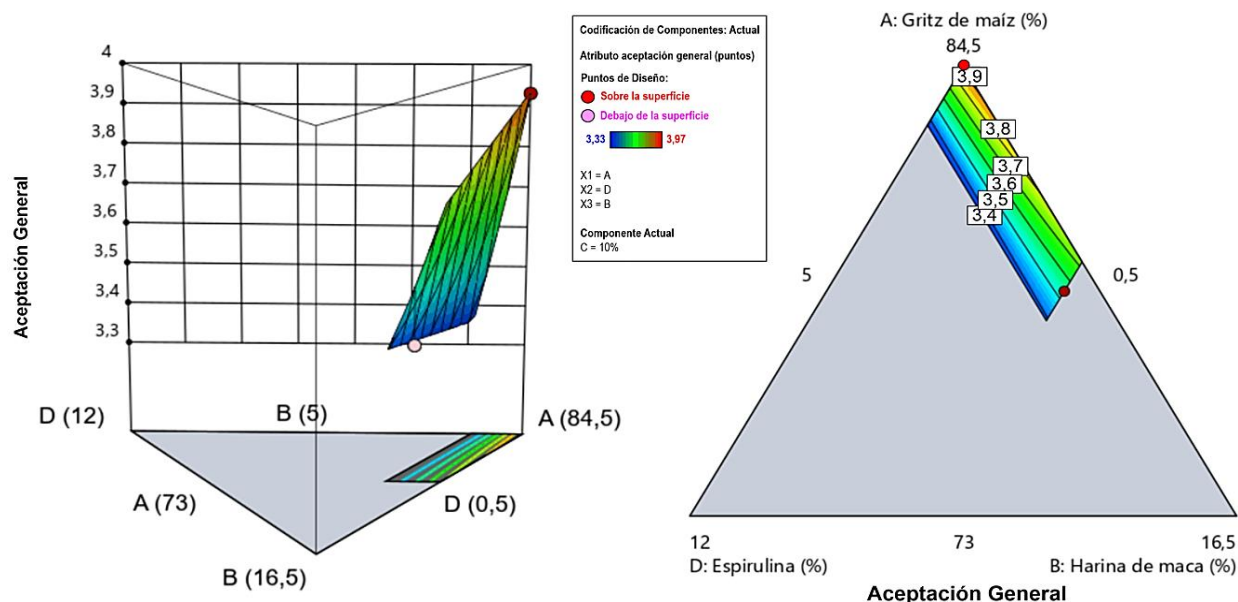 4
3,9
3,8
3,7
3,6
3,5
3,4
3,3
Aceptación General
D (12)
B (5)
A (84,5)
A (73)
D (0,5)
B (16,5)
Codificación de Componentes: Actual
Atributo aceptación general (puntos)
Puntos de Diseño:
Sobre la superficie
Debajo de la superficie
3,33 3,97
X1 = A
X2 = D
X3 = B
Componente Actual
C = 10%
A: Gritz de maíz (%)
84,5
3,9
3,8
3,7
3,6
3,5
3,4
5 0,5
12 73 16,5
D: Espirulina (%) B: Harina de maca (%)
Aceptación General